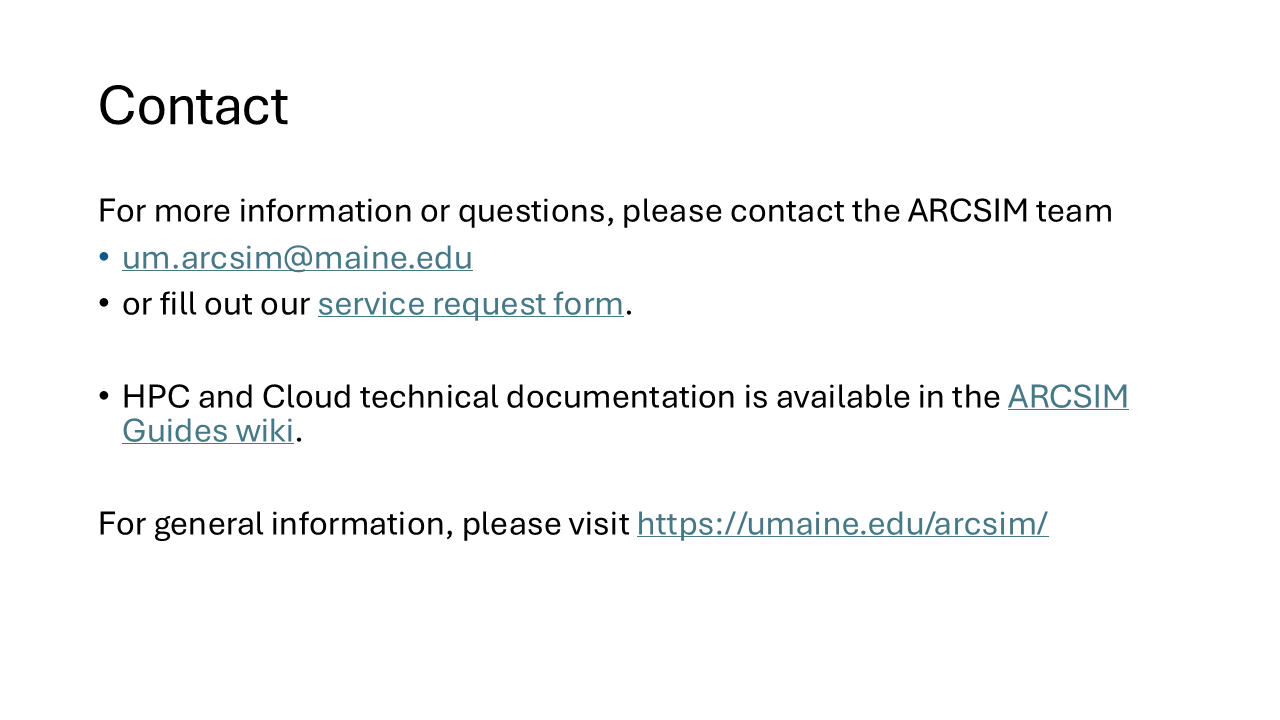 Contact
For more information or questions, please contact the ARCSIM team
• um.arcsim@maine.edu
• or fill out our service request form.
• HPC and Cloud technical documentation is available in the ARCSIM
Guides wiki.
For general information, please visit https://umaine.edu/arcsim/